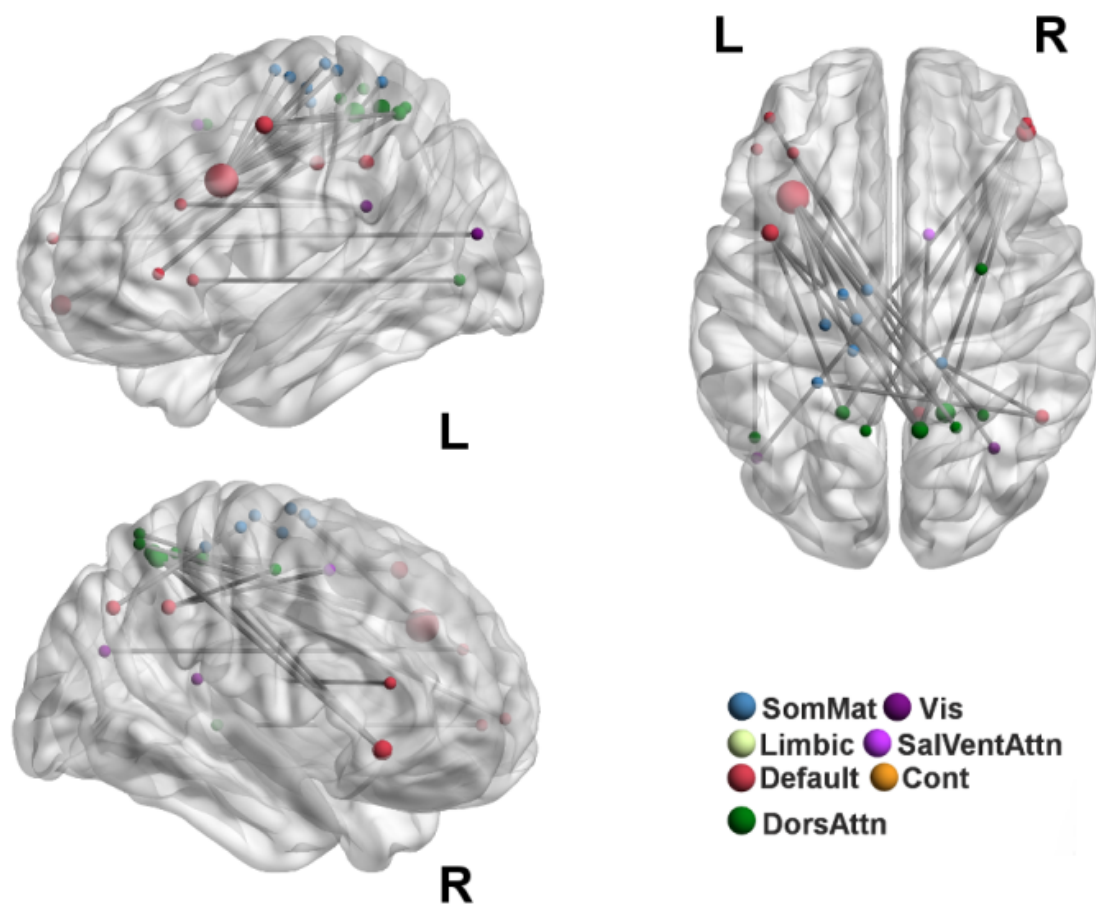 L R
L
R
SomMat Vis
Limbic SalVentAttn
Default Cont
DorsAttn